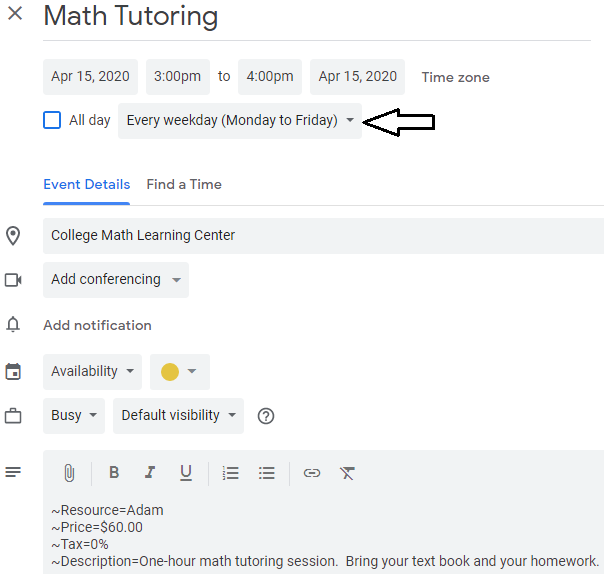 Math Tutoring
Apr 15, 2020 3:00pm to 4:00pm Apr 15, 2020 Time zone
All day Every weekday (Monday to Friday)
Event Details Find a Time
College Math Learning Center
Add conferencing
Add notification
Availability
Busy Default visibility
B I U
~Resource=Adam
~Price=$60.00
~Tax=0%
~Description=One-hour math tutoring session.  Bring your text book and your homework.